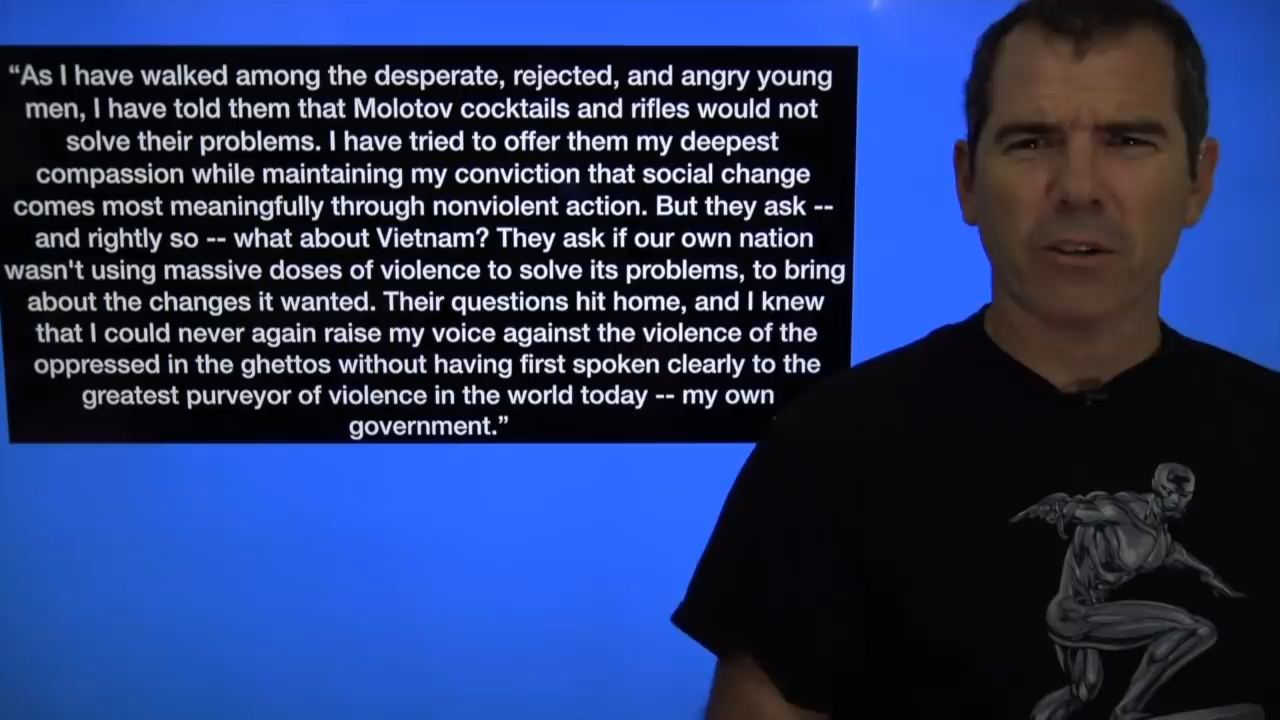 “As I have walked among the desperate, rejected, and angry young
men, I have told them that Molotov cocktails and rifles would not
solve their problems. I have tried to offer them my deepest
compassion while maintaining my conviction that social change
comes most meaningfully through nonviolent action. But they ask --
and rightly so -- what about Vietnam? They ask if our own nation
wasn't using massive doses of violence to solve its problems, to bring
about the changes it wanted. Their questions hit home, and I knew
that I could never again raise my voice against the violence of the
oppressed in the ghettos without having first spoken clearly to the
greatest purveyor of violence in the world today -- my own
government.”